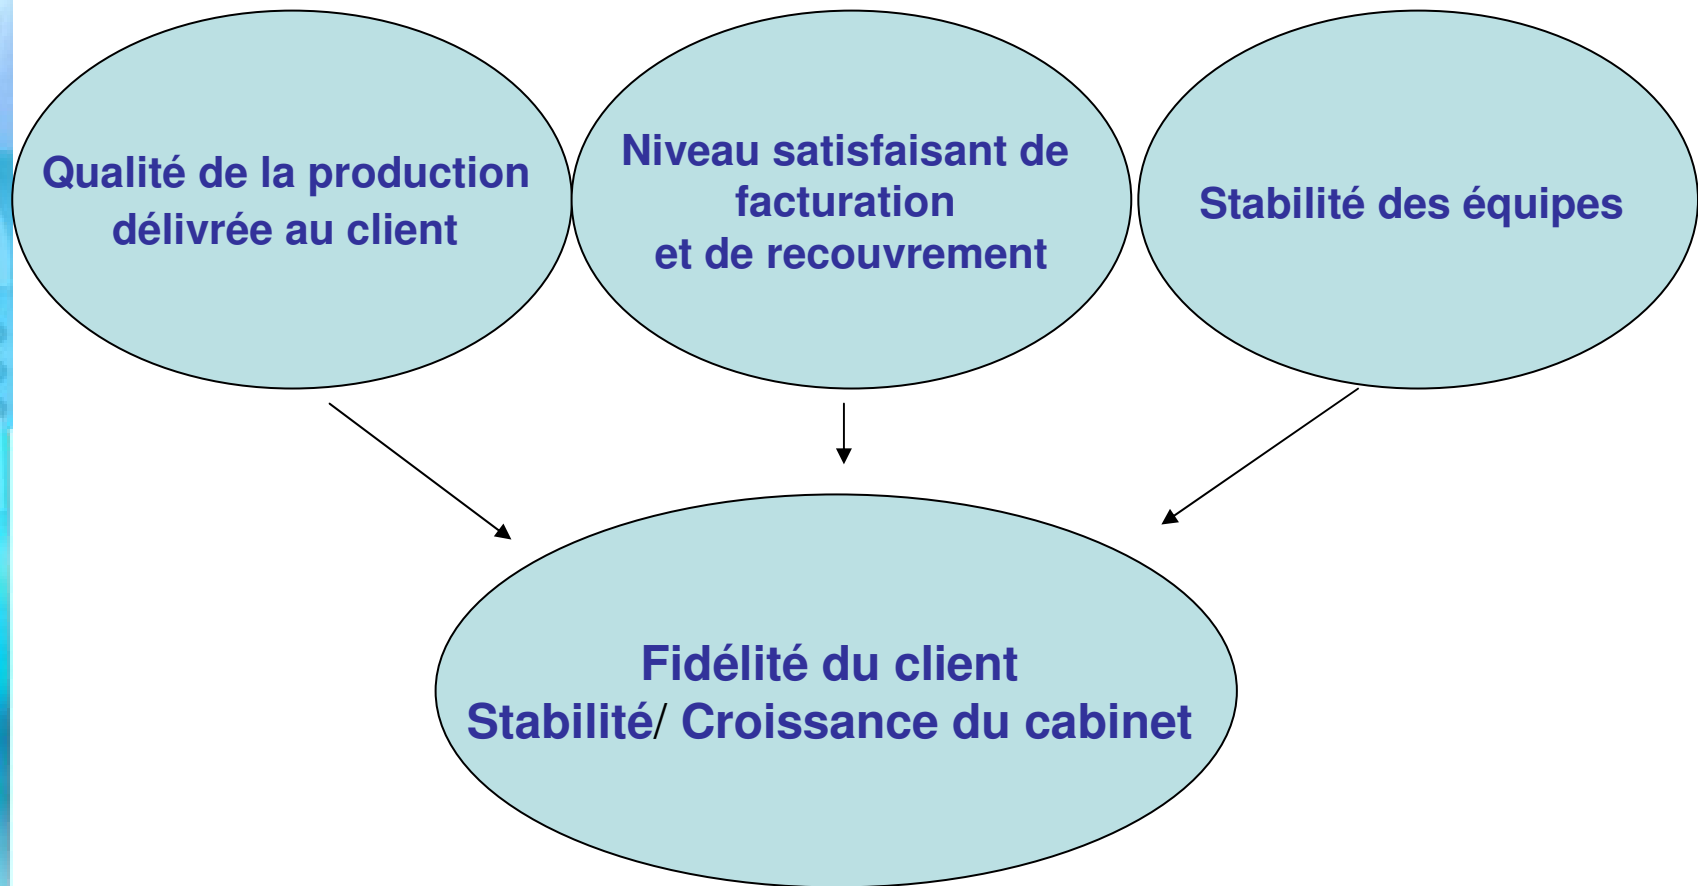 Qualité de la production
délivrée au client
Niveau satisfaisant de
facturation
et de recouvrement
Stabilité des équipes
Fidélité du client
Stabilité/ Croissance du cabinet